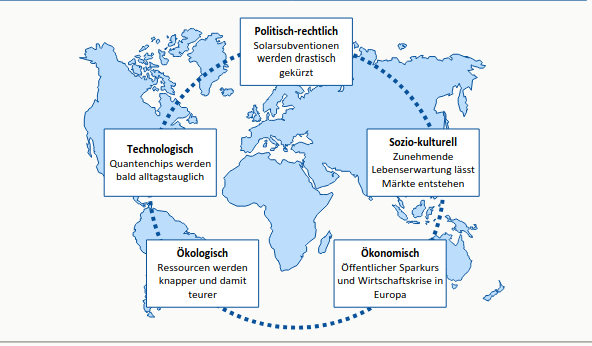 Politisch-rechtlich
Solarsubventionen
werden drastisch
gekürzt
Technologisch
Quantenchips werden
bald alltagstauglich
Sozio-kulturell
Zunehmende
Lebenserwartung lässt
Märkte entstehen
Ökologisch
Ressourcen werden
knapper und damit
teurer
Ökonomisch
Öffentlicher Sparkurs
und Wirtschaftskrise in
Europa